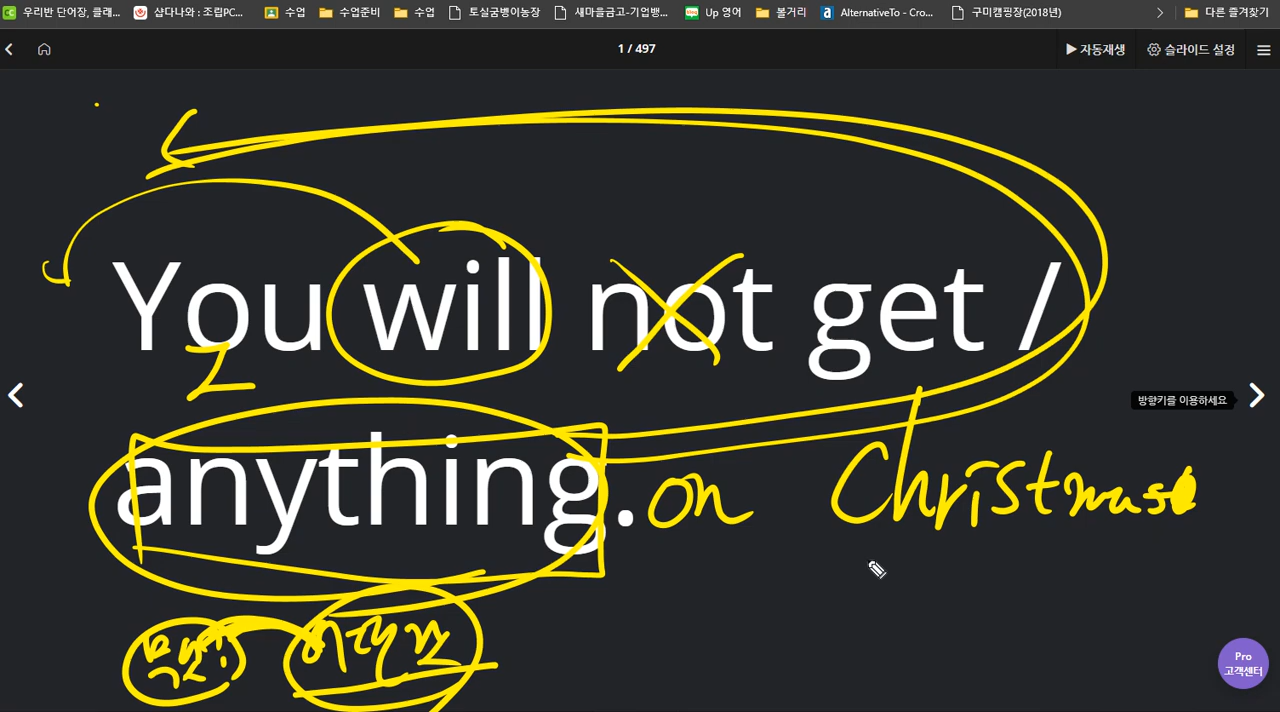 우리반 단어장, 클래... 샵다나와 : 조립PC... 수업 수업준비 수업 토실굼벵이농장 새마을금고-기업뱅... Up 영어 볼거리 AlternativeTo - Cro... 구미캠핑장(2018년) 다른 즐겨찾기
1 / 497 자동재생 슬라이드 설정
You will not get /
2
방향키를 이용하세요
anything. on Christmas
Pro
고객센터